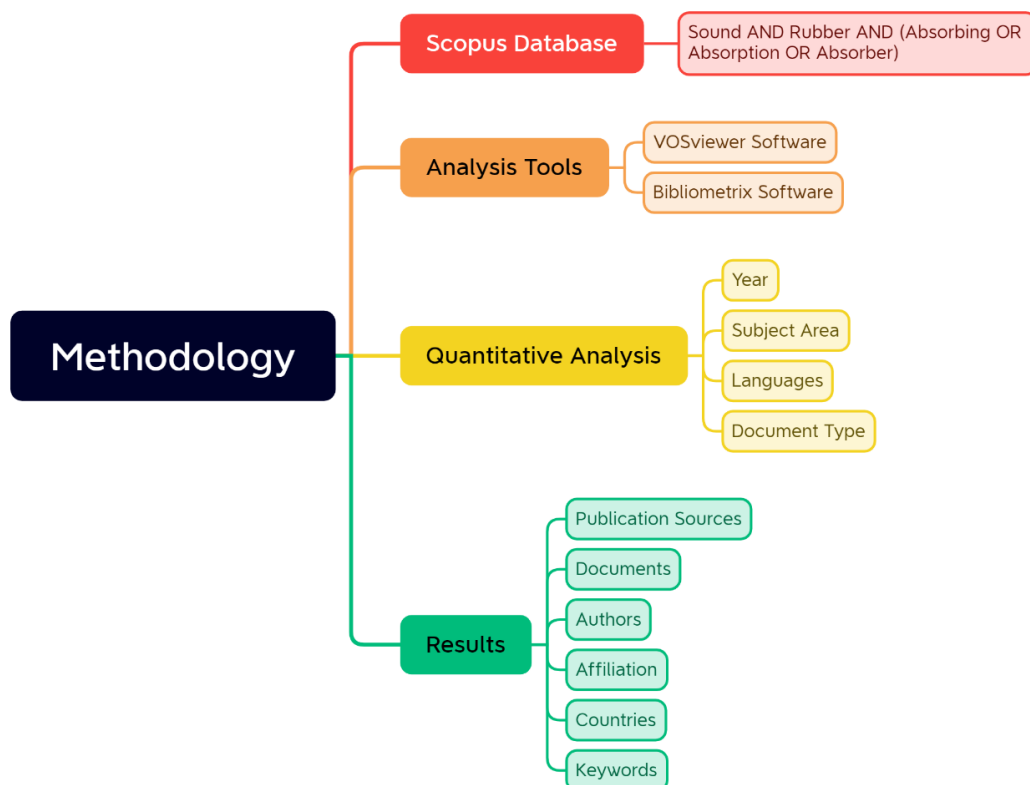 Methodology
Scopus Database
Sound AND Rubber AND (Absorbing OR
Absorption OR Absorber)
Analysis Tools
VOSviewer Software
Bibliometrix Software
Quantitative Analysis
Year
Subject Area
Languages
Document Type
Results
Publication Sources
Documents
Authors
Affiliation
Countries
Keywords